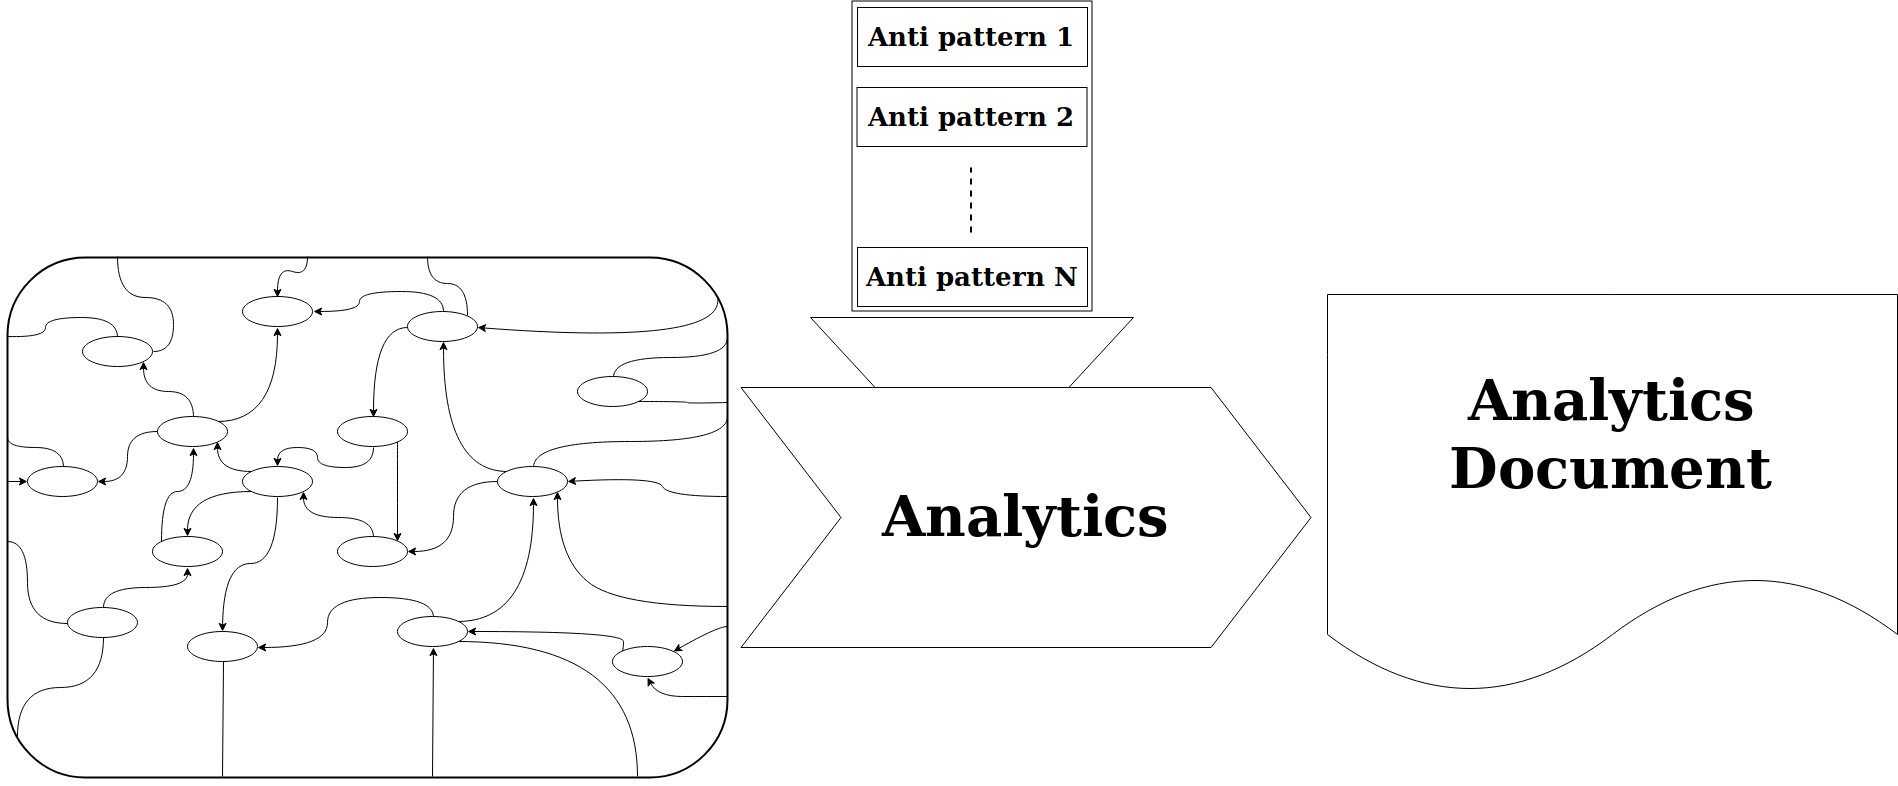 Anti pattern 1
Anti pattern 2
Anti pattern N
Analytics
Analytics
Document